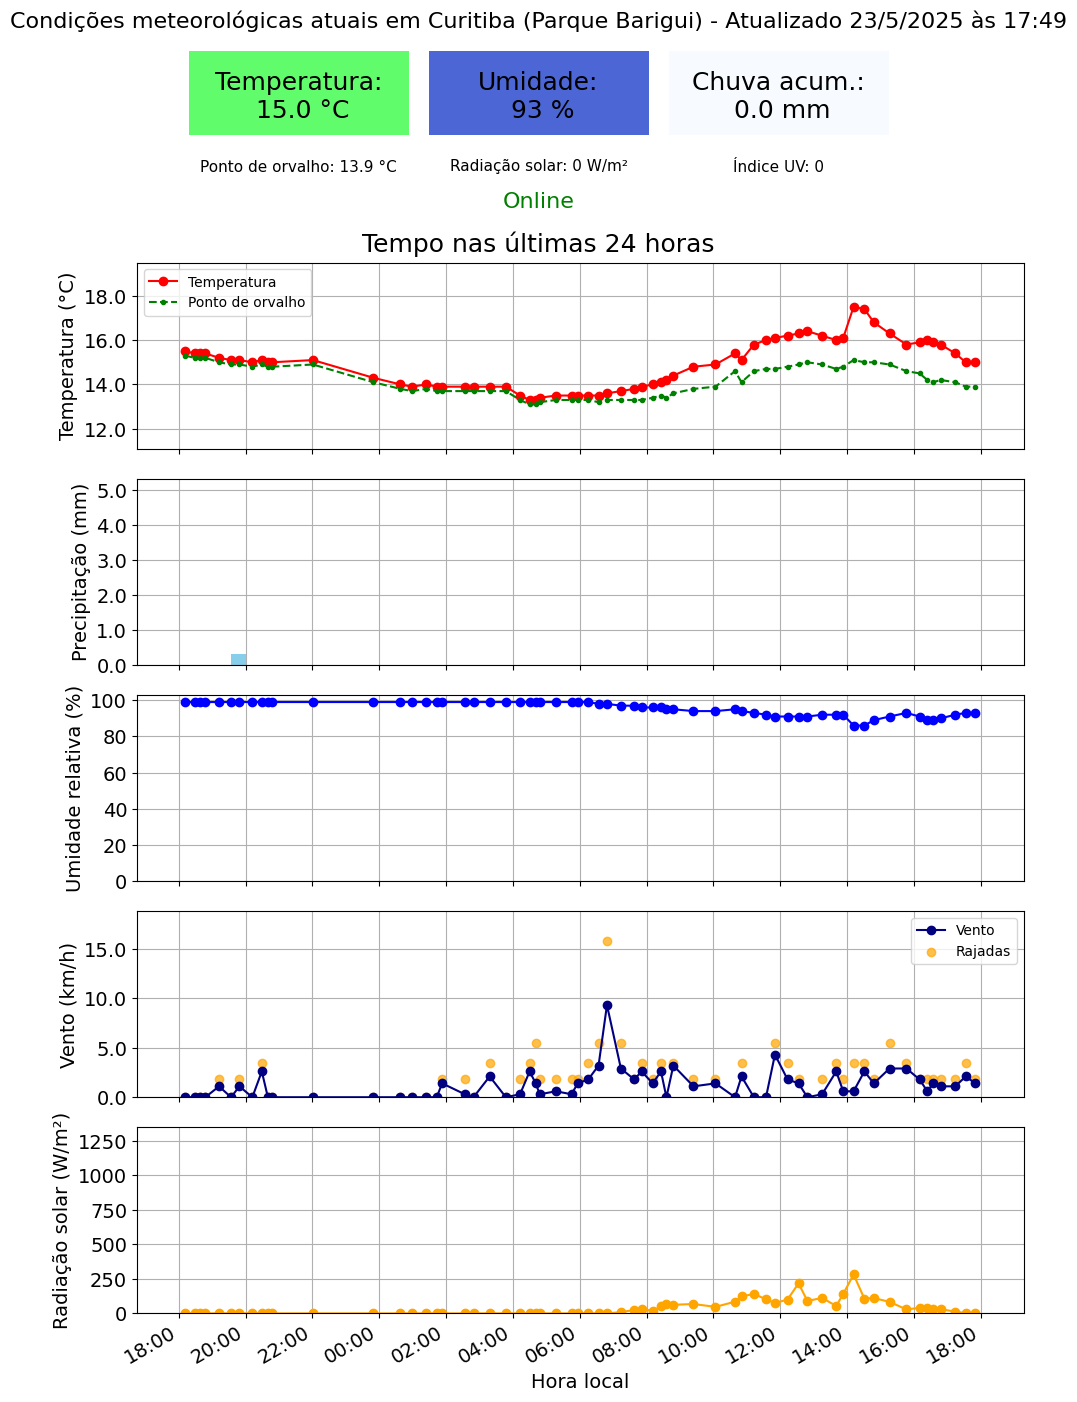 Condições meteorológicas atuais em Curitiba (Parque Barigui) - Atualizado 23/5/2025 às 17:49
Temperatura:
15.0 °C
Umidade:
93 %
Chuva acum.:
0.0 mm
Ponto de orvalho: 13.9 °C
Radiação solar: 0 W/m²
Índice UV: 0
Online
Tempo nas últimas 24 horas
Temperatura (°C)
18.0
16.0
14.0
12.0
Temperatura
Ponto de orvalho
Precipitação (mm)
5.0
4.0
3.0
2.0
1.0
0.0
Umidade relativa (%)
100
80
60
40
20
0
Vento (km/h)
15.0
10.0
5.0
0.0
Vento
Rajadas
Radiação solar (W/m²)
1250
1000
750
500
250
0
18:00
20:00
22:00
00:00
02:00
04:00
06:00
08:00
10:00
12:00
14:00
16:00
18:00
Hora local